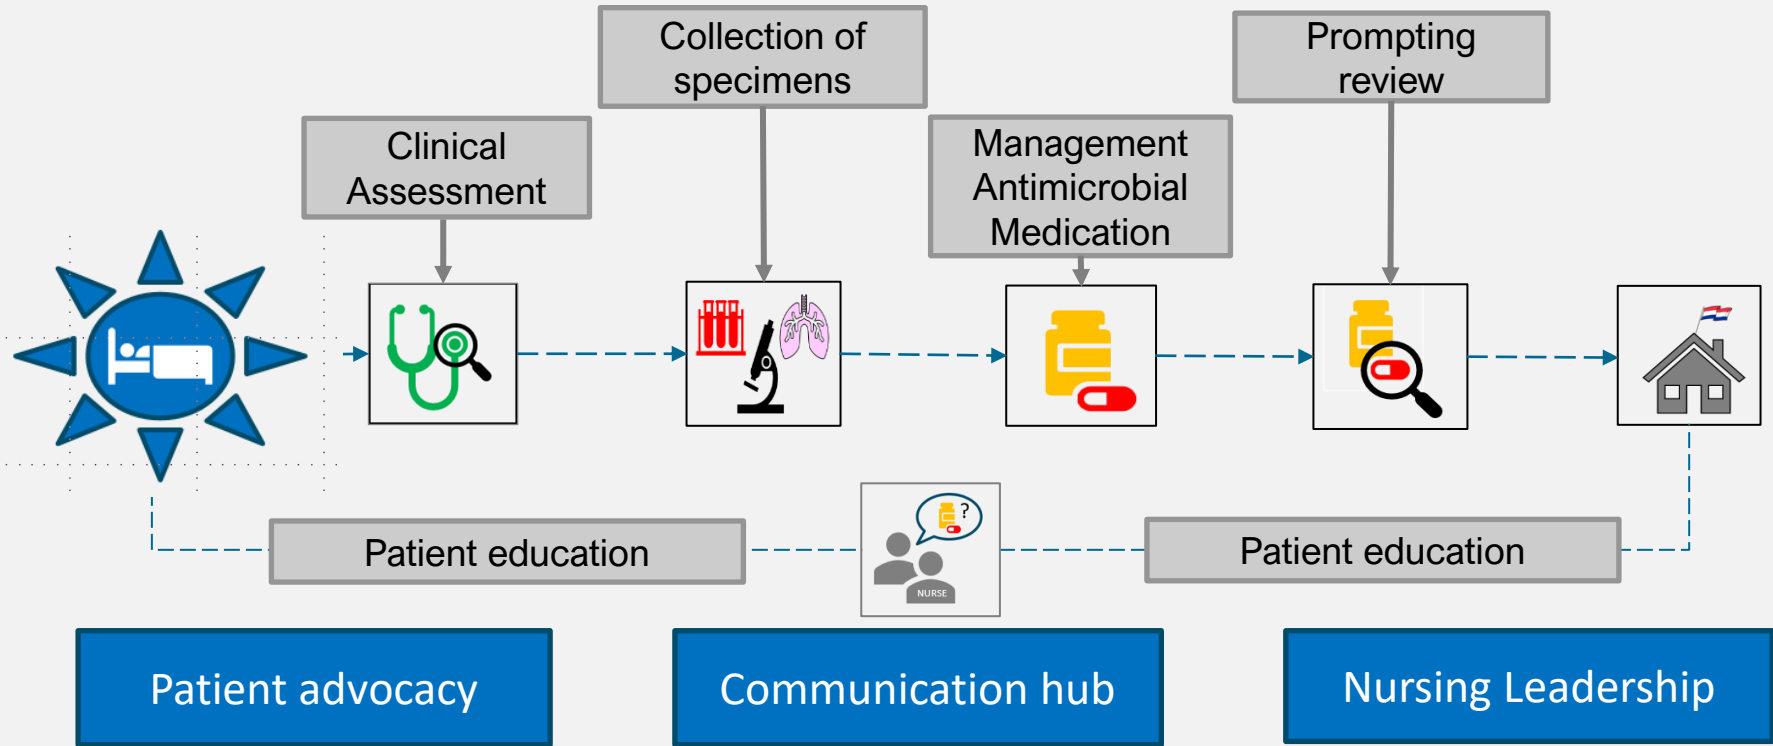 Collection of
specimens
Prompting
review
Clinical
Assessment
Management
Antimicrobial
Medication
?
NURSE
Patient education
Patient education
Patient advocacy
Communication hub
Nursing Leadership